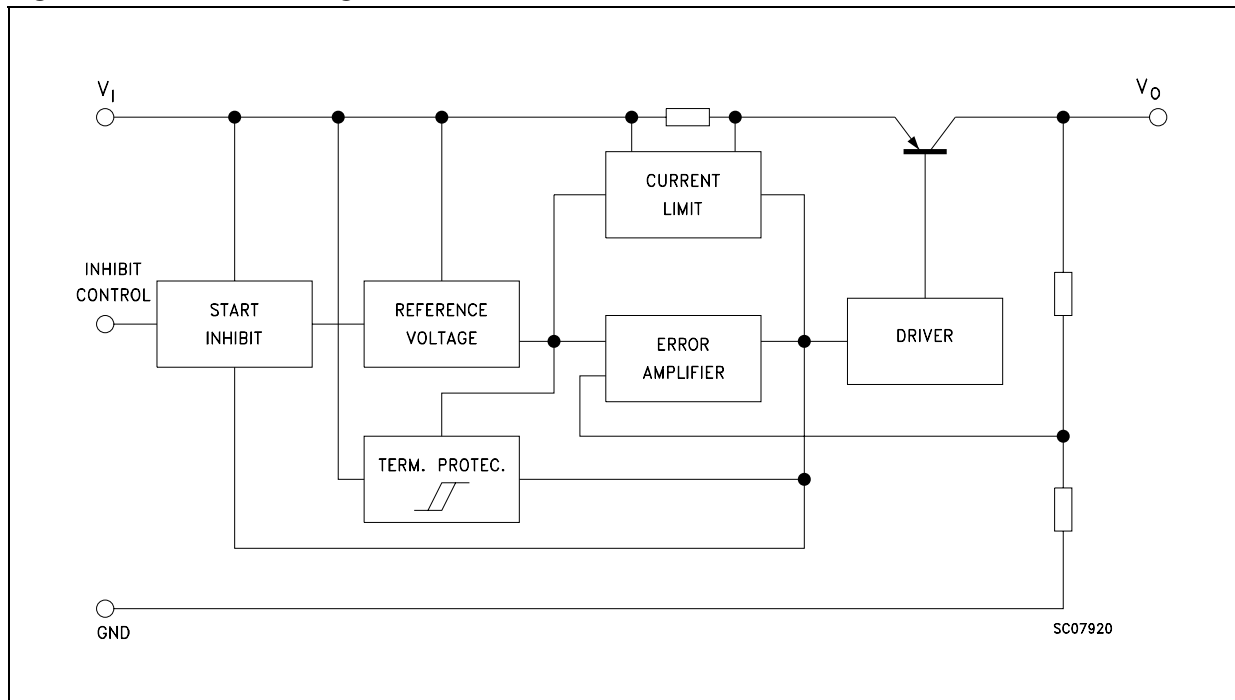 V_I
V_O
CURRENT
LIMIT
INHIBIT
CONTROL
START
INHIBIT
REFERENCE
VOLTAGE
ERROR
AMPLIFIER
DRIVER
TERM. PROTEC.
GND
SC07920